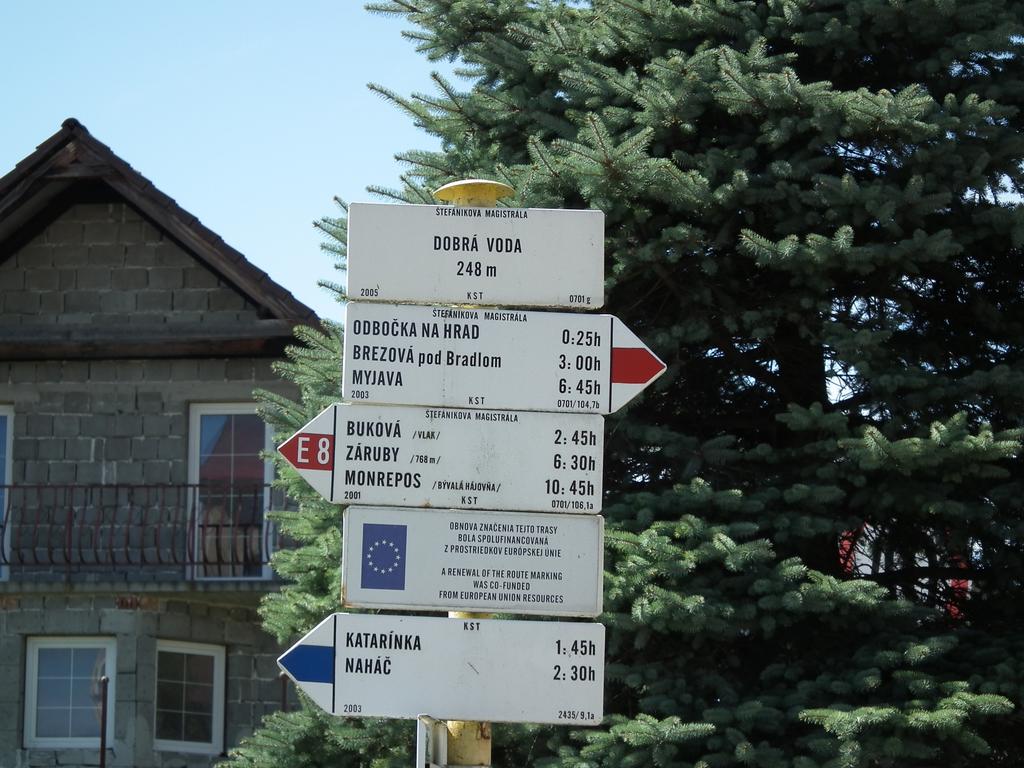 ŠTEFÁNIKOVA MAGISTRÁLA
DOBRÁ VODA
248 m
2005 KST 0701g
ŠTEFÁNIKOVA MAGISTRÁLA
ODBOČKA NA HRAD 0:25h
BREZOVÁ pod Bradlom 3:00h
MYJAVA 6:45h
2003 KST 0701/104,7b
ŠTEFÁNIKOVA MAGISTRÁLA
E 8
BUKOVÁ /VLAK/ 2:45h
ZÁRUBY /768 m/ 6:30h
MONREPOS /BÝVALÁ HÁJOVŇA/ 10:45h
2001 KST 0701/106,1a
OBNOVA ZNAČENIA TEJTO TRASY
BOLA SPOLUFINANCOVANÁ
Z PROSTRIEDKOV EURÓPSKEJ ÚNIE
A RENEWAL OF THE ROUTE MARKING
WAS CO-FUNDED
FROM EUROPEAN UNION RESOURCES
KST
KATARÍNKA 1:45h
NAHÁČ 2:30h
2003 2435/9,1a